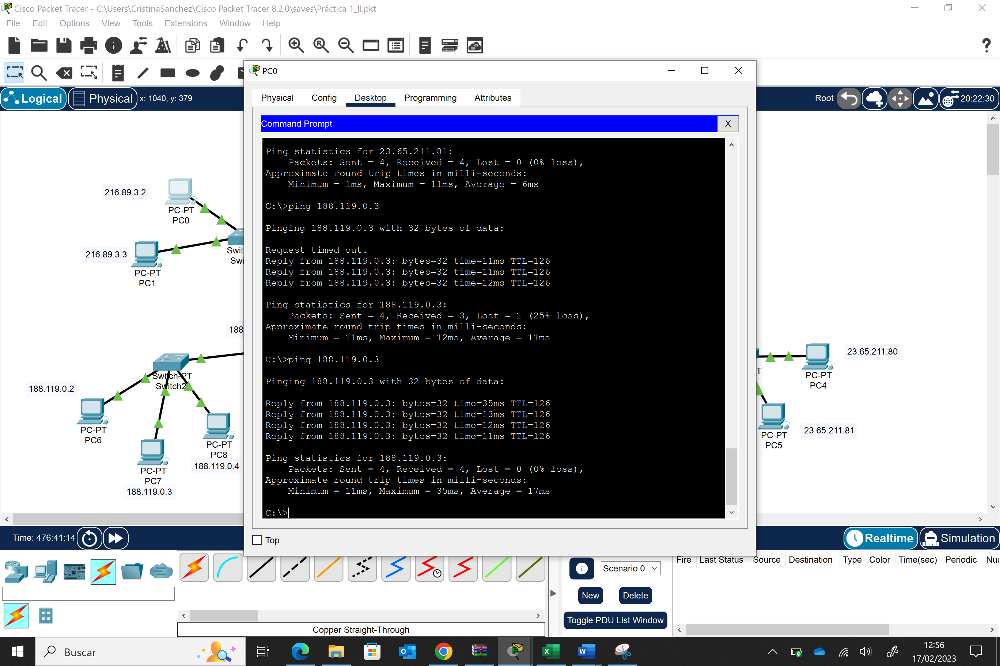 Cisco Packet Tracer - C:\Users\CristinaSanchez\Cisco Packet Tracer 8.2.0\saves\Práctica 1_II.pkt
File Edit Options View Tools Extensions Window Help
PC0
Logical Physical x: 1040, y: 379
Root 20:22:30
Physical Config Desktop Programming Attributes
Command Prompt X
Ping statistics for 23.65.211.81:
Packets: Sent = 4, Received = 4, Lost = 0 (0% loss),
Approximate round trip times in milli-seconds:
Minimum = 1ms, Maximum = 11ms, Average = 6ms
C:\>ping 188.119.0.3
Pinging 188.119.0.3 with 32 bytes of data:
Request timed out.
Reply from 188.119.0.3: bytes=32 time=11ms TTL=126
Reply from 188.119.0.3: bytes=32 time=11ms TTL=126
Reply from 188.119.0.3: bytes=32 time=12ms TTL=126
Ping statistics for 188.119.0.3:
Packets: Sent = 4, Received = 3, Lost = 1 (25% loss),
Approximate round trip times in milli-seconds:
Minimum = 11ms, Maximum = 12ms, Average = 11ms
C:\>ping 188.119.0.3
Pinging 188.119.0.3 with 32 bytes of data:
Reply from 188.119.0.3: bytes=32 time=35ms TTL=126
Reply from 188.119.0.3: bytes=32 time=13ms TTL=126
Reply from 188.119.0.3: bytes=32 time=12ms TTL=126
Reply from 188.119.0.3: bytes=32 time=11ms TTL=126
Ping statistics for 188.119.0.3:
Packets: Sent = 4, Received = 4, Lost = 0 (0% loss),
Approximate round trip times in milli-seconds:
Minimum = 11ms, Maximum = 35ms, Average = 17ms
C:\>
Top
216.89.3.2
PC-PT
PC0
216.89.3.3
PC-PT
PC1
Swit
Swi
188
Switch-PT
Switch2
188.119.0.2
PC-PT
PC6
PC-PT
PC8
188.119.0.4
PC-PT
PC7
188.119.0.3
T
23.65.211.80
PC-PT
PC4
23.65.211.81
PC-PT
PC5
Time: 476:41:14
Realtime Simulation
Scenario 0
New Delete
Toggle PDU List Window
Fire Last Status Source Destination Type Color Time(sec) Periodic Nu
Copper Straight-Through
Buscar
12:56
17/02/2023